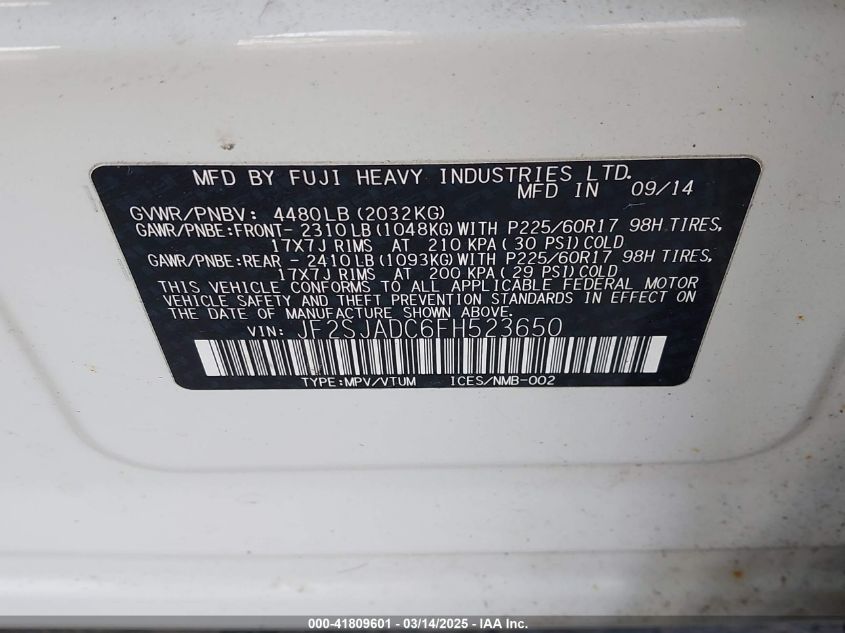 MFD BY FUJI HEAVY INDUSTRIES LTD.
MFD IN 09/14
GVWR/PNBV: 4480LB (2032KG)
GAWR/PNBE:FRONT- 2310LB (1048KG) WITH P225/60R17 98H TIRES,
17X7J RIMS AT 210 KPA (30 PSI) COLD
GAWR/PNBE:REAR - 2410LB (1093KG) WITH P225/60R17 98H TIRES,
17X7J RIMS AT 200 KPA (29 PSI) COLD
THIS VEHICLE CONFORMS TO ALL APPLICABLE FEDERAL MOTOR
VEHICLE SAFETY AND THEFT PREVENTION STANDARDS IN EFFECT ON
THE DATE OF MANUFACTURE SHOWN ABOVE.
VIN: JF2SJADC6FH523650
TYPE:MPV/VTUM ICES/NMB-002
000-41809601 - 03/14/2025 - IAA Inc.